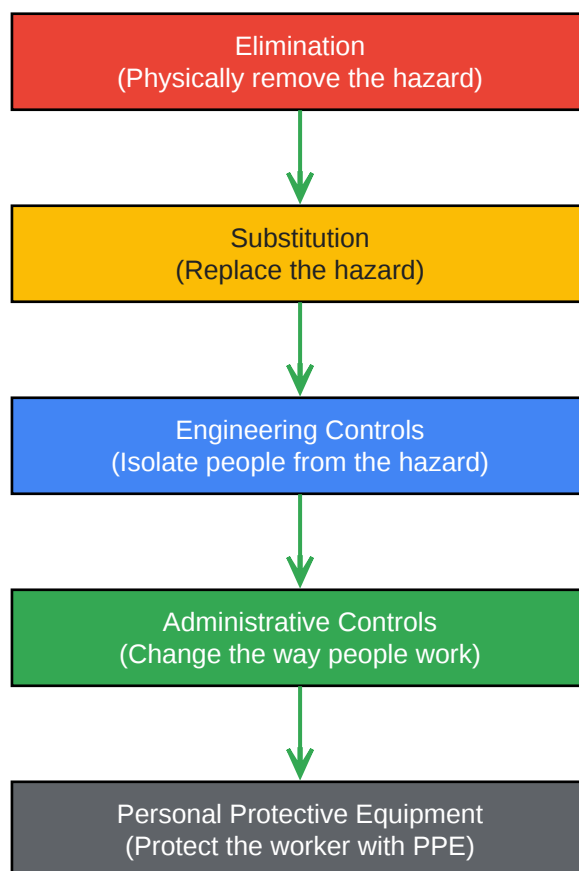 Elimination
(Physically remove the hazard)
Substitution
(Replace the hazard)
Engineering Controls
(Isolate people from the hazard)
Administrative Controls
(Change the way people work)
Personal Protective Equipment
(Protect the worker with PPE)